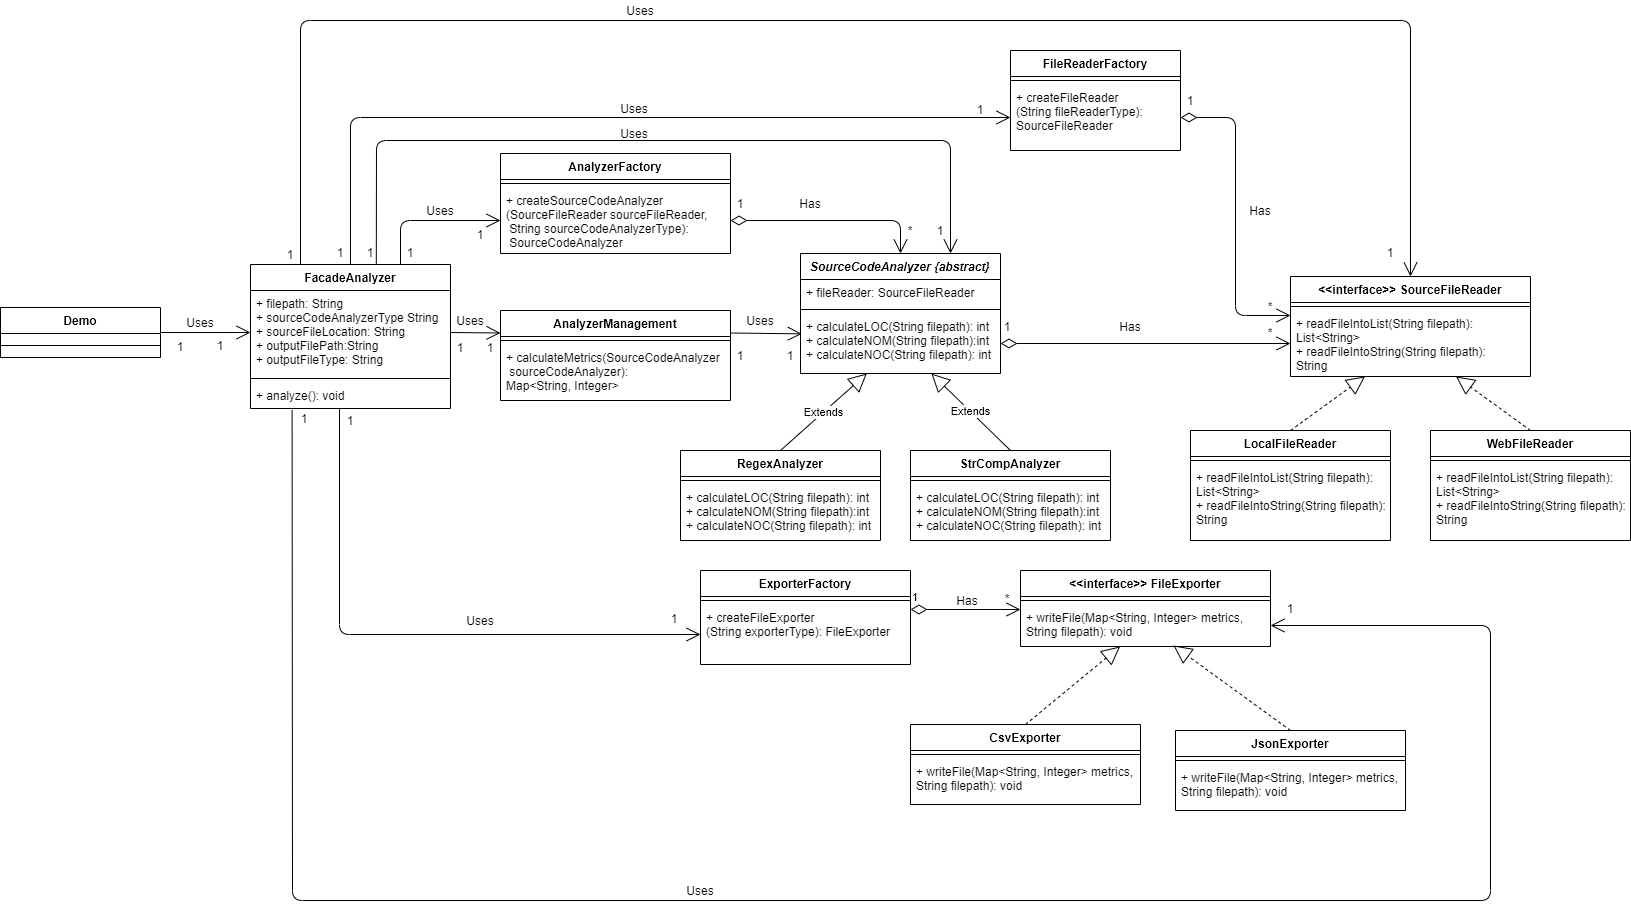 Uses
FileReaderFactory
+ createFileReader
(String fileReaderType):
SourceFileReader
1
1
Uses
Uses
AnalyzerFactory
+ createSourceCodeAnalyzer
(SourceFileReader sourceFileReader,
String sourceCodeAnalyzerType):
SourceCodeAnalyzer
1
Has
*
1
Uses
1
Has
1
1
1
1
1
FacadeAnalyzer
+ filepath: String
+ sourceCodeAnalyzerType String
+ sourceFileLocation: String
+ outputFilePath:String
+ outputFileType: String
+ analyze(): void
SourceCodeAnalyzer {abstract}
+ fileReader: SourceFileReader
+ calculateLOC(String filepath): int
+ calculateNOM(String filepath):int
+ calculateNOC(String filepath): int
<<interface>> SourceFileReader
+ readFileIntoList(String filepath):
List<String>
+ readFileIntoString(String filepath):
String
*
*
Demo
Uses
1
1
Uses
1
1
AnalyzerManagement
+ calculateMetrics(SourceCodeAnalyzer
sourceCodeAnalyzer):
Map<String, Integer>
Uses
1
1
1
Has
Extends
Extends
1
1
RegexAnalyzer
+ calculateLOC(String filepath): int
+ calculateNOM(String filepath):int
+ calculateNOC(String filepath): int
StrCompAnalyzer
+ calculateLOC(String filepath): int
+ calculateNOM(String filepath):int
+ calculateNOC(String filepath): int
LocalFileReader
+ readFileIntoList(String filepath):
List<String>
+ readFileIntoString(String filepath):
String
WebFileReader
+ readFileIntoList(String filepath):
List<String>
+ readFileIntoString(String filepath):
String
Uses
1
ExporterFactory
+ createFileExporter
(String exporterType): FileExporter
1
Has
*
<<interface>> FileExporter
+ writeFile(Map<String, Integer> metrics,
String filepath): void
1
CsvExporter
+ writeFile(Map<String, Integer> metrics,
String filepath): void
JsonExporter
+ writeFile(Map<String, Integer> metrics,
String filepath): void
Uses